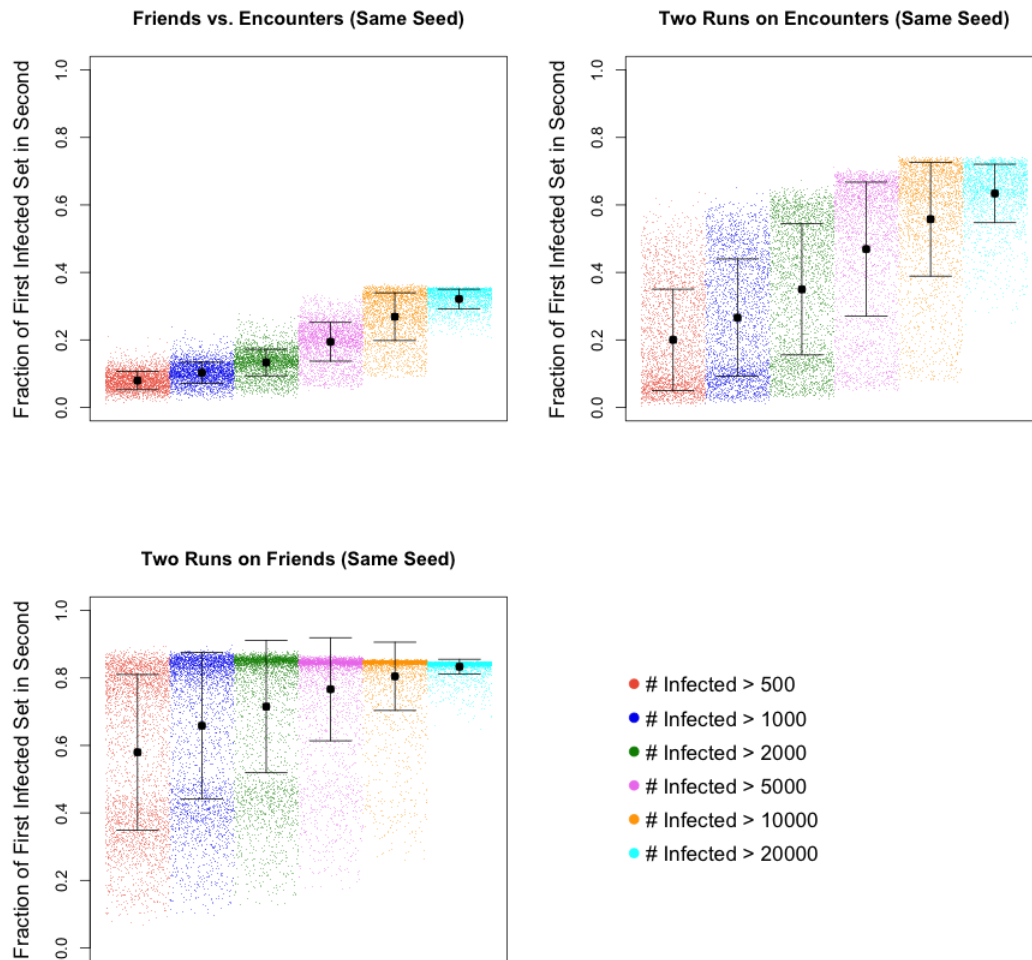 Friends vs. Encounters (Same Seed)
Fraction of First Infected Set in Second
1.0
0.8
0.6
0.4
0.2
0.0
Two Runs on Encounters (Same Seed)
Fraction of First Infected Set in Second
1.0
0.8
0.6
0.4
0.2
0.0
Two Runs on Friends (Same Seed)
Fraction of First Infected Set in Second
1.0
0.8
0.6
0.4
0.2
0.0
# Infected > 500
# Infected > 1000
# Infected > 2000
# Infected > 5000
# Infected > 10000
# Infected > 20000